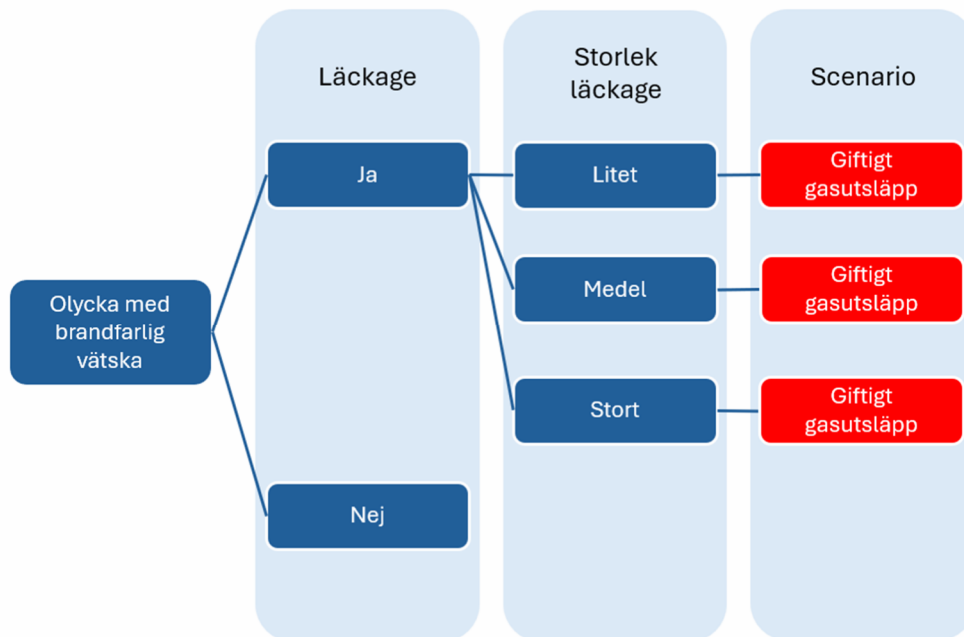 Läckage
Storlek
läckage
Scenario
Olycka med
brandfarlig
vätska
Ja
Litet
Giftigt
gasutsläpp
Medel
Giftigt
gasutsläpp
Stort
Giftigt
gasutsläpp
Nej